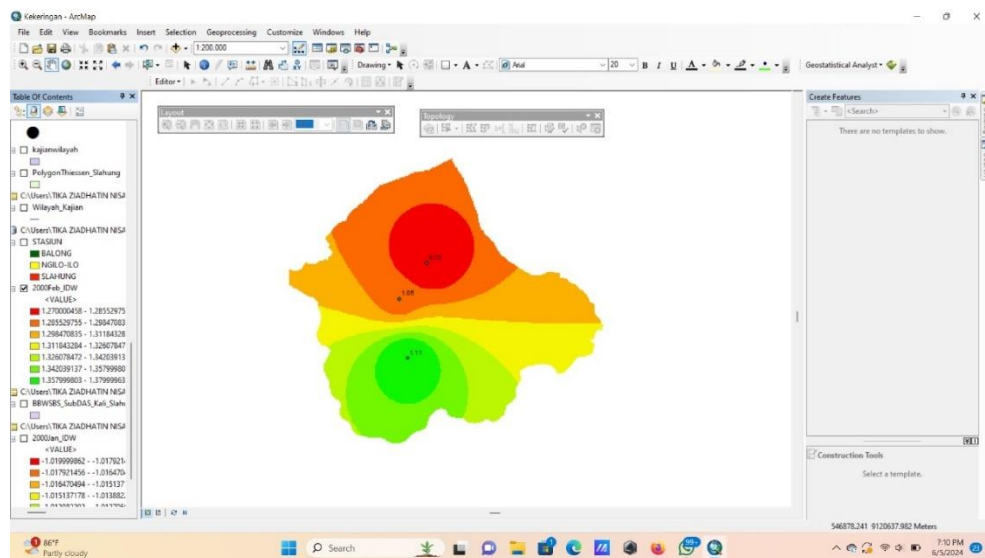 Kekeringan - ArcMap
File Edit View Bookmarks Insert Selection Geoprocessing Customize Windows Help
1:200.000
Drawing
Arial
20
B I U A
Geostatistical Analyst
Editor
Table Of Contents
kajianwilayah
PolygonThiessen_Slahung
C:\Users\TIKA ZIADHATIN NISA
Wilayah_Kajian
C:\Users\TIKA ZIADHATIN NISA
STASIUN
BALONG
NGILO-ILO
SLAHUNG
2000Feb_IDW
<VALUE>
1.270000458 - 1.28552975
1.285529755 - 1.29847083
1.298470835 - 1.31184328
1.311843284 - 1.32607847
1.326078472 - 1.34203913
1.342039137 - 1.35799980
1.357999803 - 1.37999963
C:\Users\TIKA ZIADHATIN NISA
BBWSBS_SubDAS_Kali_Slahu
C:\Users\TIKA ZIADHATIN NISA
2000Jan_IDW
<VALUE>
-1.019999862 - -1.017921
-1.017921456 - -1.016470
-1.016470494 - -1.015137
-1.015137178 - -1.013882
Layout
Topology
1.05
1.11
Create Features
<Search>
There are no templates to show.
Construction Tools
Select a template.
546878.241 9120637.982 Meters
86°F
Partly cloudy
Search
99+
7:10 PM
6/5/2024